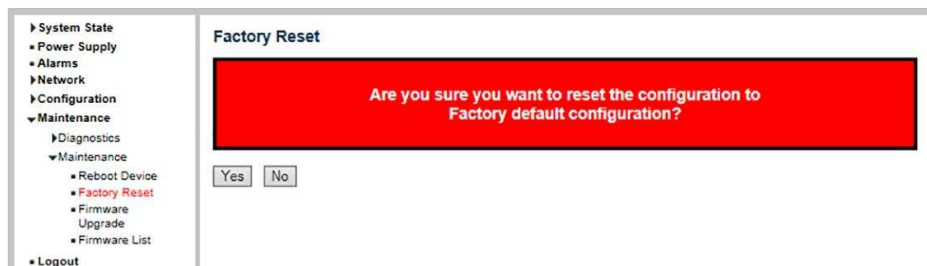 System State
Power Supply
Alarms
Network
Configuration
Maintenance
Diagnostics
Maintenance
Reboot Device
Factory Reset
Firmware
Upgrade
Firmware List
Logout
Factory Reset
Are you sure you want to reset the configuration to
Factory default configuration?
Yes No